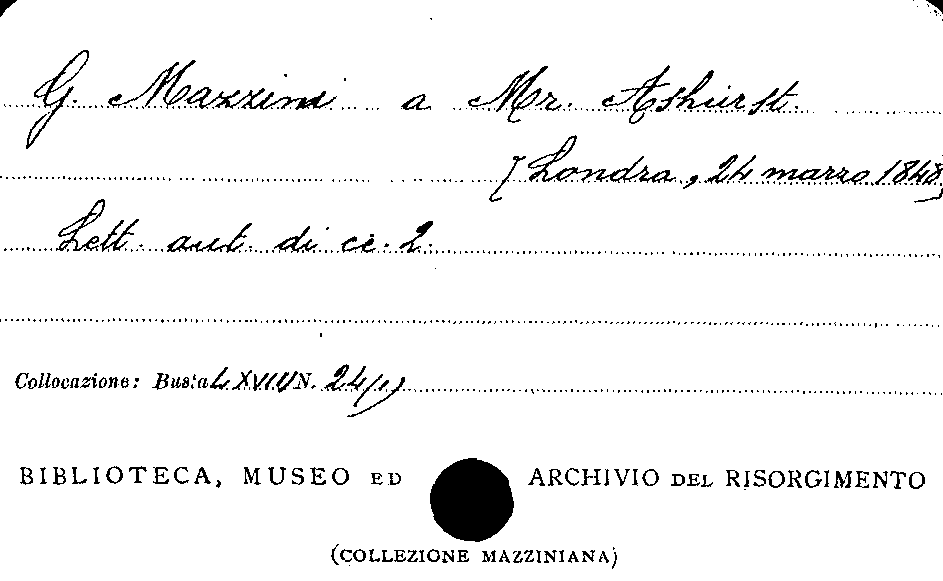 G. Mazzini a Mr. Ashurst.
[Londra, 24 marzo 1848]
Lett. aut. di cc. 2.
Collocazione: Busta LXVIII N. 24/1)
BIBLIOTECA, MUSEO ED ARCHIVIO DEL RISORGIMENTO
(COLLEZIONE MAZZINIANA)